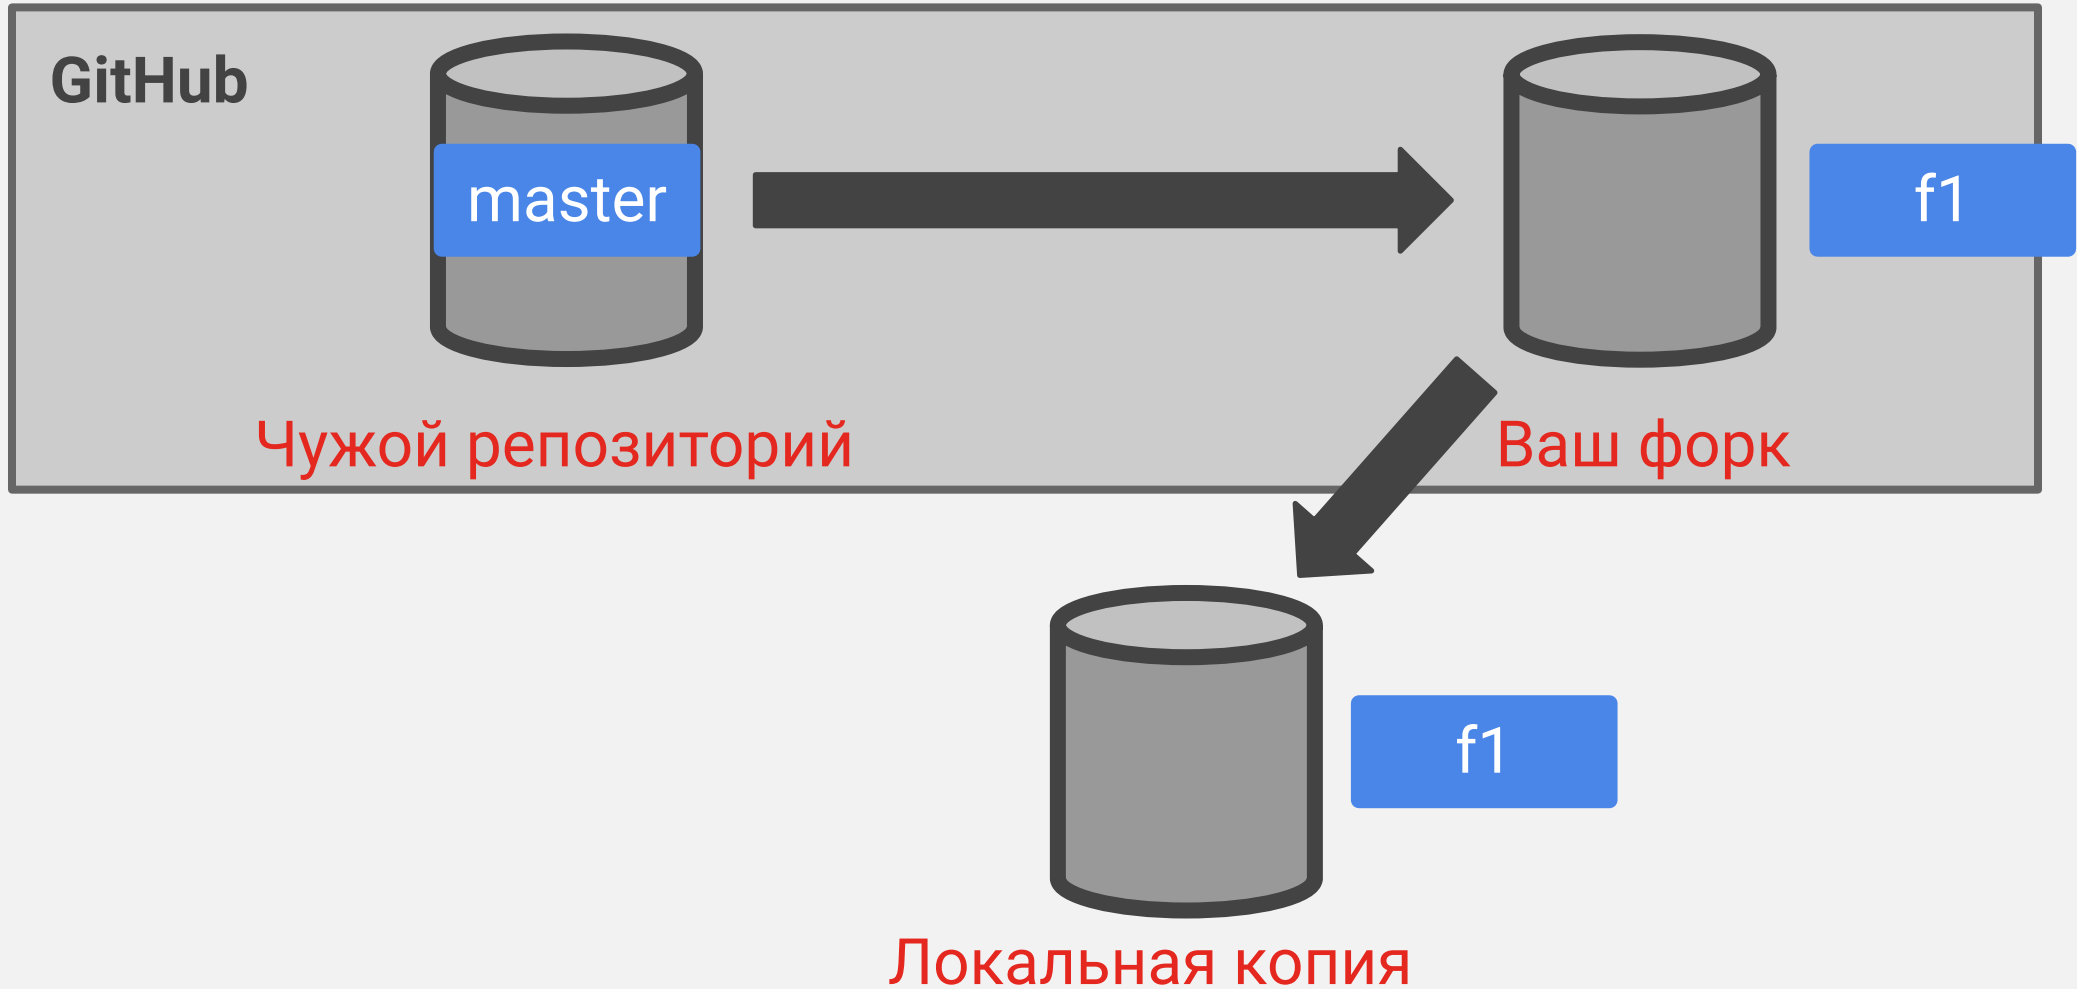 GitHub
master
f1
Чужой репозиторий
Ваш форк
f1
Локальная копия